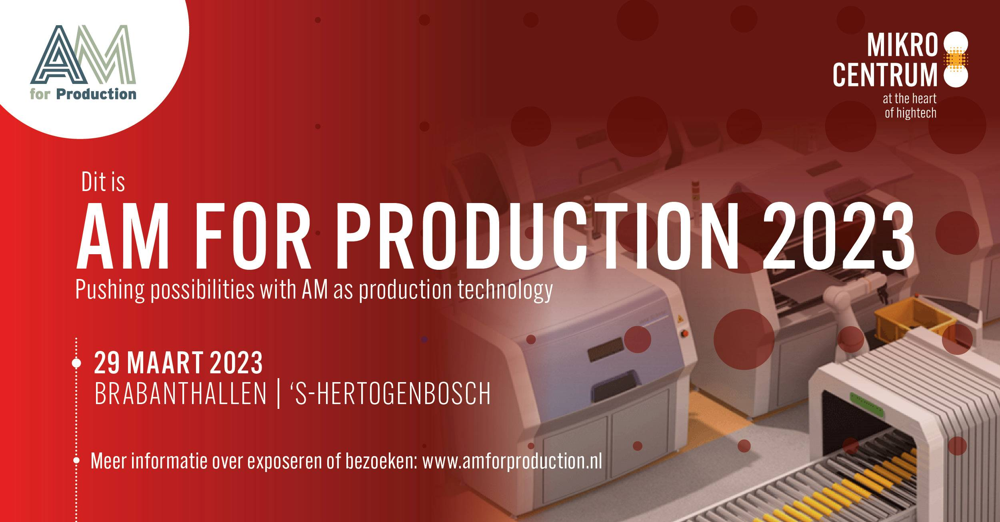 AM
for Production
MIKRO
CENTRUM
at the heart
of hightech
Dit is
AM FOR PRODUCTION 2023
Pushing possibilities with AM as production technology
29 MAART 2023
BRABANTHALLEN | ‘S-HERTOGENBOSCH
Meer informatie over exposeren of bezoeken: www.amforproduction.nl